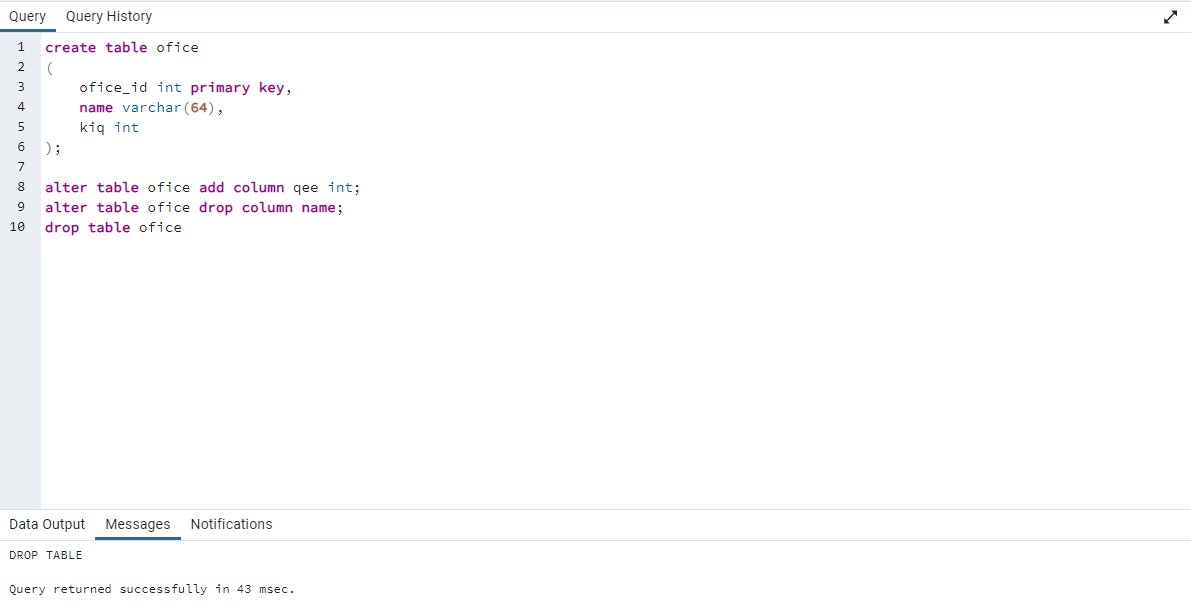 Query Query History
1 create table ofice
2 (
3 ofice_id int primary key,
4 name varchar(64),
5 kiq int
6 );
7
8 alter table ofice add column qee int;
9 alter table ofice drop column name;
10 drop table ofice
Data Output Messages Notifications
DROP TABLE
Query returned successfully in 43 msec.